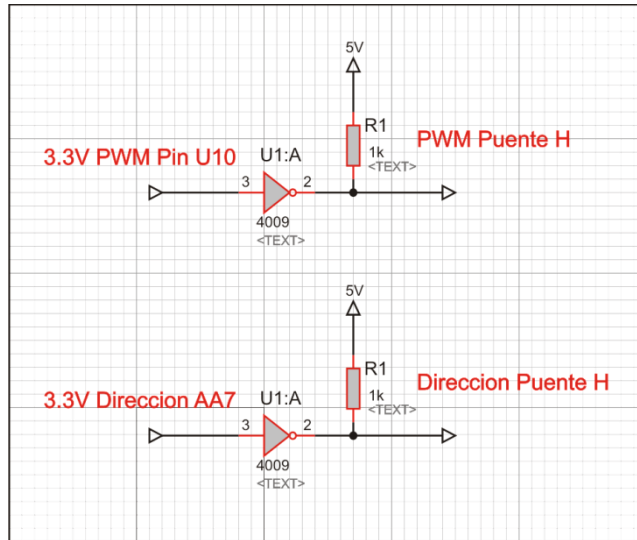 5V
R1
1k
<TEXT>
PWM Puente H
3.3V PWM Pin U10
U1:A
3
2
4009
<TEXT>
5V
R1
1k
<TEXT>
Direccion Puente H
3.3V Direccion AA7
U1:A
3
2
4009
<TEXT>